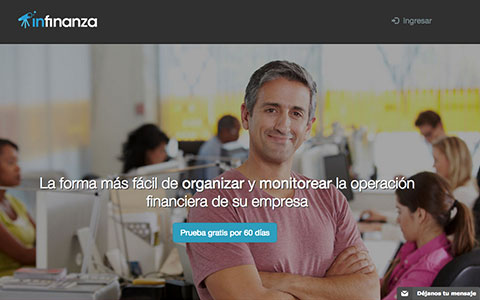 infinanza
Ingresar
La forma más fácil de organizar y monitorear la operación
financiera de su empresa
Prueba gratis por 60 días
Déjanos tu mensaje